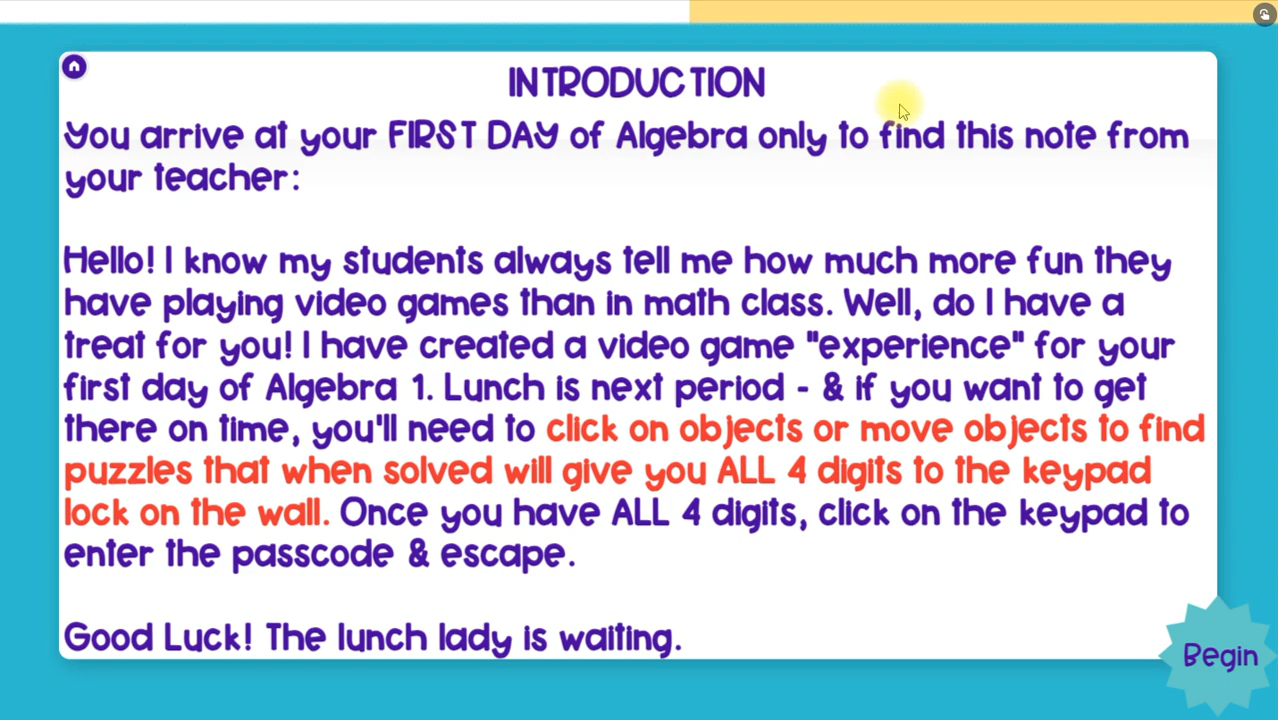 INTRODUCTION
You arrive at your FIRST DAY of Algebra only to find this note from
your teacher:
Hello! I know my students always tell me how much more fun they
have playing video games than in math class. Well, do I have a
treat for you! I have created a video game "experience" for your
first day of Algebra 1. Lunch is next period - & if you want to get
there on time, you'll need to click on objects or move objects to find
puzzles that when solved will give you ALL 4 digits to the keypad
lock on the wall. Once you have ALL 4 digits, click on the keypad to
enter the passcode & escape.
Good Luck! The lunch lady is waiting.
Begin